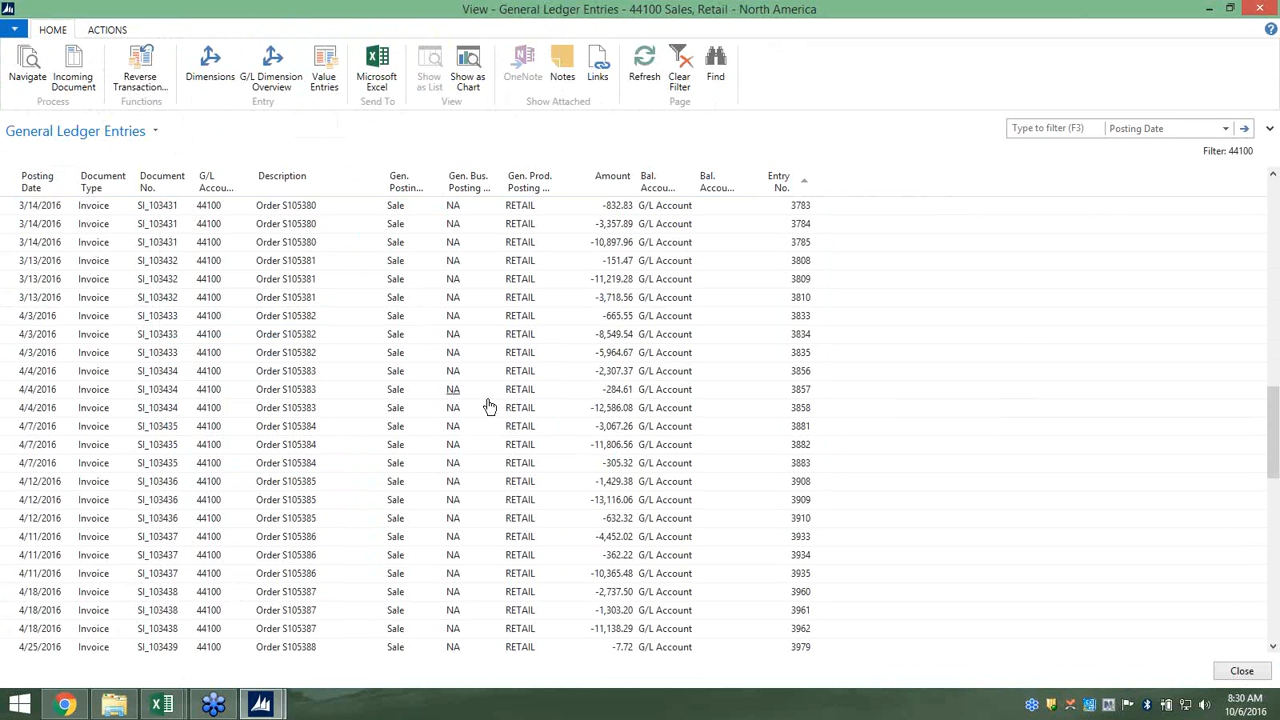 View - General Ledger Entries - 44100 Sales, Retail - North America
HOME ACTIONS
Navigate Incoming Document Reverse Transaction... Dimensions G/L Dimension Overview Value Entries Microsoft Excel Show as List Show as Chart OneNote Notes Links Refresh Clear Filter Find
Process Functions Entry Send To View Show Attached Page
General Ledger Entries Type to filter (F3) Posting Date
Filter: 44100
Posting Date Document Type Document No. G/L Accou... Description Gen. Postin... Gen. Bus. Posting ... Gen. Prod. Posting ... Amount Bal. Accou... Bal. Accou... Entry No.
3/14/2016 Invoice SI_103431 44100 Order S105380 Sale NA RETAIL -832.83 G/L Account 3783
3/14/2016 Invoice SI_103431 44100 Order S105380 Sale NA RETAIL -3,357.89 G/L Account 3784
3/14/2016 Invoice SI_103431 44100 Order S105380 Sale NA RETAIL -10,897.96 G/L Account 3785
3/13/2016 Invoice SI_103432 44100 Order S105381 Sale NA RETAIL -151.47 G/L Account 3808
3/13/2016 Invoice SI_103432 44100 Order S105381 Sale NA RETAIL -11,219.28 G/L Account 3809
3/13/2016 Invoice SI_103432 44100 Order S105381 Sale NA RETAIL -3,718.56 G/L Account 3810
4/3/2016 Invoice SI_103433 44100 Order S105382 Sale NA RETAIL -665.55 G/L Account 3833
4/3/2016 Invoice SI_103433 44100 Order S105382 Sale NA RETAIL -8,549.54 G/L Account 3834
4/3/2016 Invoice SI_103433 44100 Order S105382 Sale NA RETAIL -5,964.67 G/L Account 3835
4/4/2016 Invoice SI_103434 44100 Order S105383 Sale NA RETAIL -2,307.37 G/L Account 3856
4/4/2016 Invoice SI_103434 44100 Order S105383 Sale NA RETAIL -284.61 G/L Account 3857
4/4/2016 Invoice SI_103434 44100 Order S105383 Sale NA RETAIL -12,586.08 G/L Account 3858
4/7/2016 Invoice SI_103435 44100 Order S105384 Sale NA RETAIL -3,067.26 G/L Account 3881
4/7/2016 Invoice SI_103435 44100 Order S105384 Sale NA RETAIL -11,806.56 G/L Account 3882
4/7/2016 Invoice SI_103435 44100 Order S105384 Sale NA RETAIL -305.32 G/L Account 3883
4/12/2016 Invoice SI_103436 44100 Order S105385 Sale NA RETAIL -1,429.38 G/L Account 3908
4/12/2016 Invoice SI_103436 44100 Order S105385 Sale NA RETAIL -13,116.06 G/L Account 3909
4/12/2016 Invoice SI_103436 44100 Order S105385 Sale NA RETAIL -632.32 G/L Account 3910
4/11/2016 Invoice SI_103437 44100 Order S105386 Sale NA RETAIL -4,452.02 G/L Account 3933
4/11/2016 Invoice SI_103437 44100 Order S105386 Sale NA RETAIL -362.22 G/L Account 3934
4/11/2016 Invoice SI_103437 44100 Order S105386 Sale NA RETAIL -10,365.48 G/L Account 3935
4/18/2016 Invoice SI_103438 44100 Order S105387 Sale NA RETAIL -2,737.50 G/L Account 3960
4/18/2016 Invoice SI_103438 44100 Order S105387 Sale NA RETAIL -1,303.20 G/L Account 3961
4/18/2016 Invoice SI_103438 44100 Order S105387 Sale NA RETAIL -11,138.29 G/L Account 3962
4/25/2016 Invoice SI_103439 44100 Order S105388 Sale NA RETAIL -7.72 G/L Account 3979
Close
8:30 AM
10/6/2016